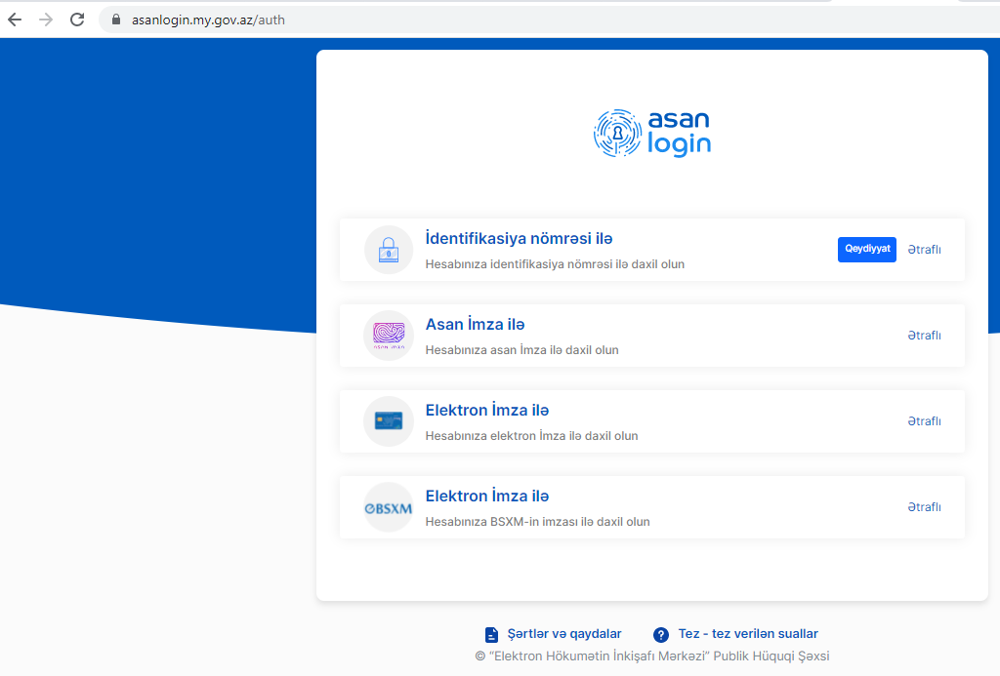 asanlogin.my.gov.az/auth
asan
login
İdentifikasiya nömrəsi ilə
Hesabınıza identifikasiya nömrəsi ilə daxil olun
Qeydiyyat
Ətraflı
Asan İmza ilə
Hesabınıza asan İmza ilə daxil olun
ASAN İMZA
Ətraflı
Elektron İmza ilə
Hesabınıza elektron İmza ilə daxil olun
Ətraflı
BSXM
Elektron İmza ilə
Hesabınıza BSXM-in imzası ilə daxil olun
Ətraflı
Şərtlər və qaydalar
Tez - tez verilən suallar
© “Elektron Hökumətin İnkişafı Mərkəzi” Publik Hüquqi Şəxsi